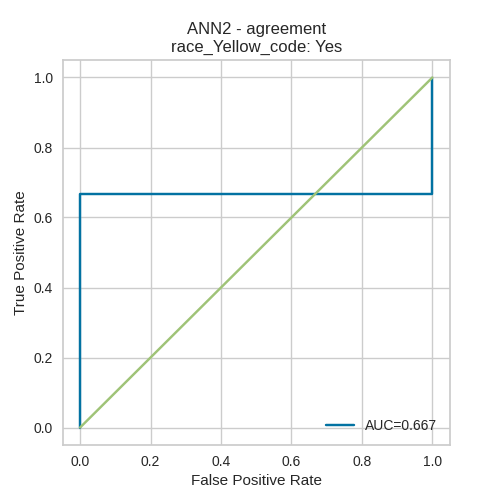 ANN2 - agreement
race_Yellow_code: Yes
True Positive Rate
1.0
0.8
0.6
0.4
0.2
0.0
AUC=0.667
0.0 0.2 0.4 0.6 0.8 1.0
False Positive Rate